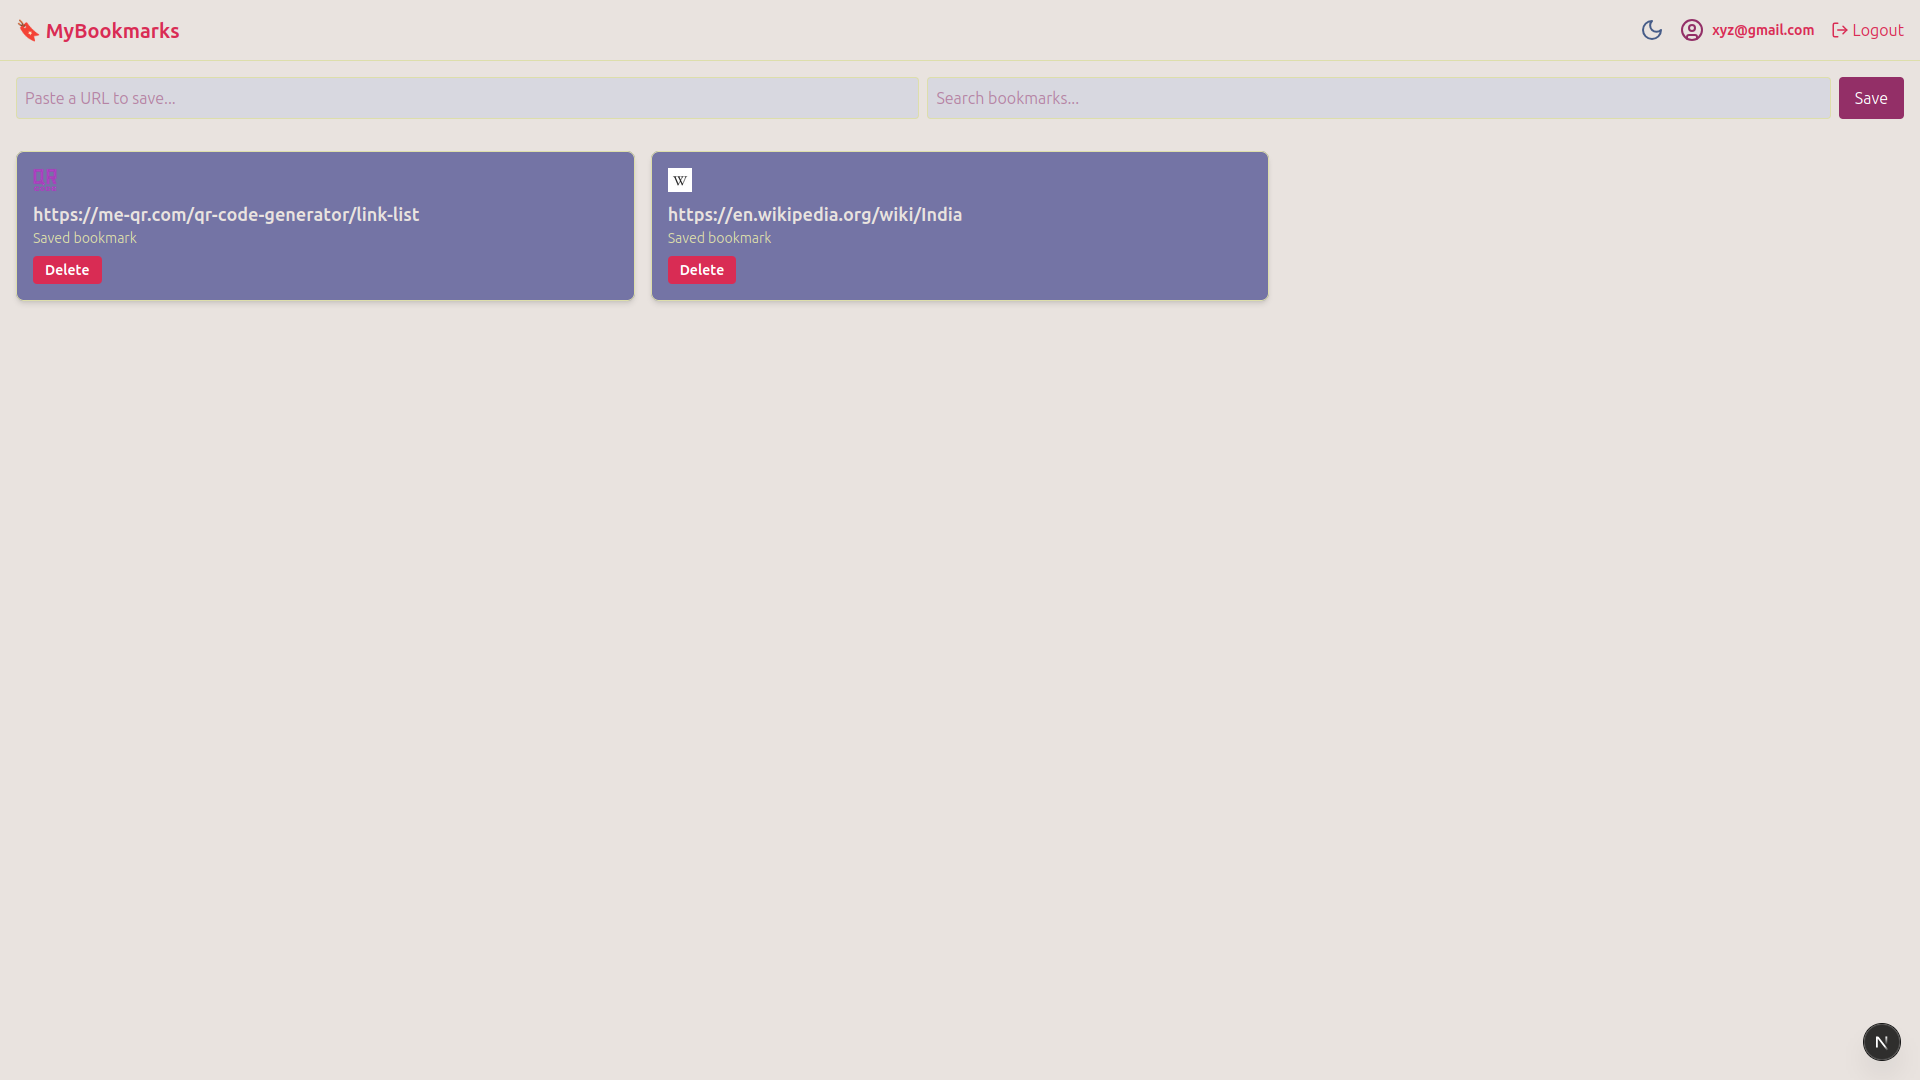 MyBookmarks
xyz@gmail.com
Logout
Paste a URL to save...
Search bookmarks...
Save
QR
https://me-qr.com/qr-code-generator/link-list
Saved bookmark
Delete
W
https://en.wikipedia.org/wiki/India
Saved bookmark
Delete
N